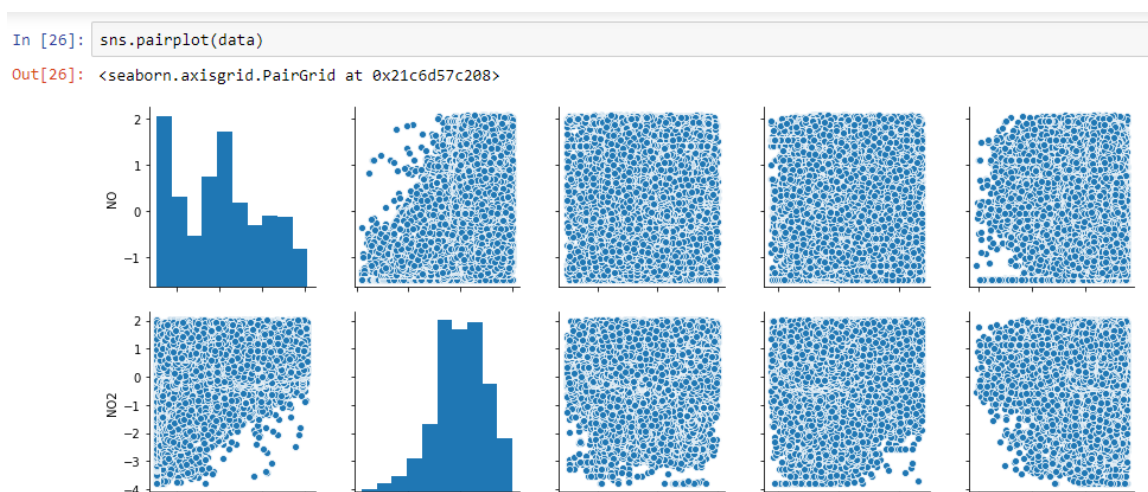 In [26]: sns.pairplot(data)
Out[26]: <seaborn.axisgrid.PairGrid at 0x21c6d57c208>
2
1
0
−1
NO
2
1
0
−1
−2
−3
−4
NO2